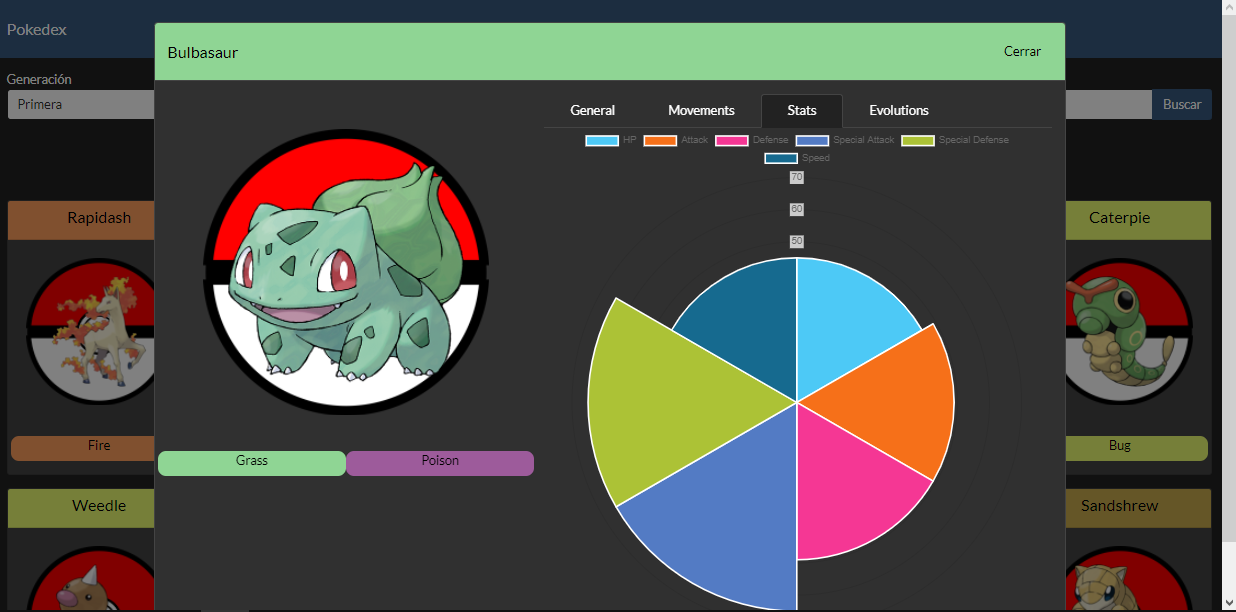 Pokedex
Bulbasaur
Cerrar
Generación
Primera
Buscar
General Movements Stats Evolutions
HP Attack Defense Special Attack Special Defense
Speed
70
60
50
Rapidash
Caterpie
Fire
Grass
Poison
Bug
Weedle
Sandshrew